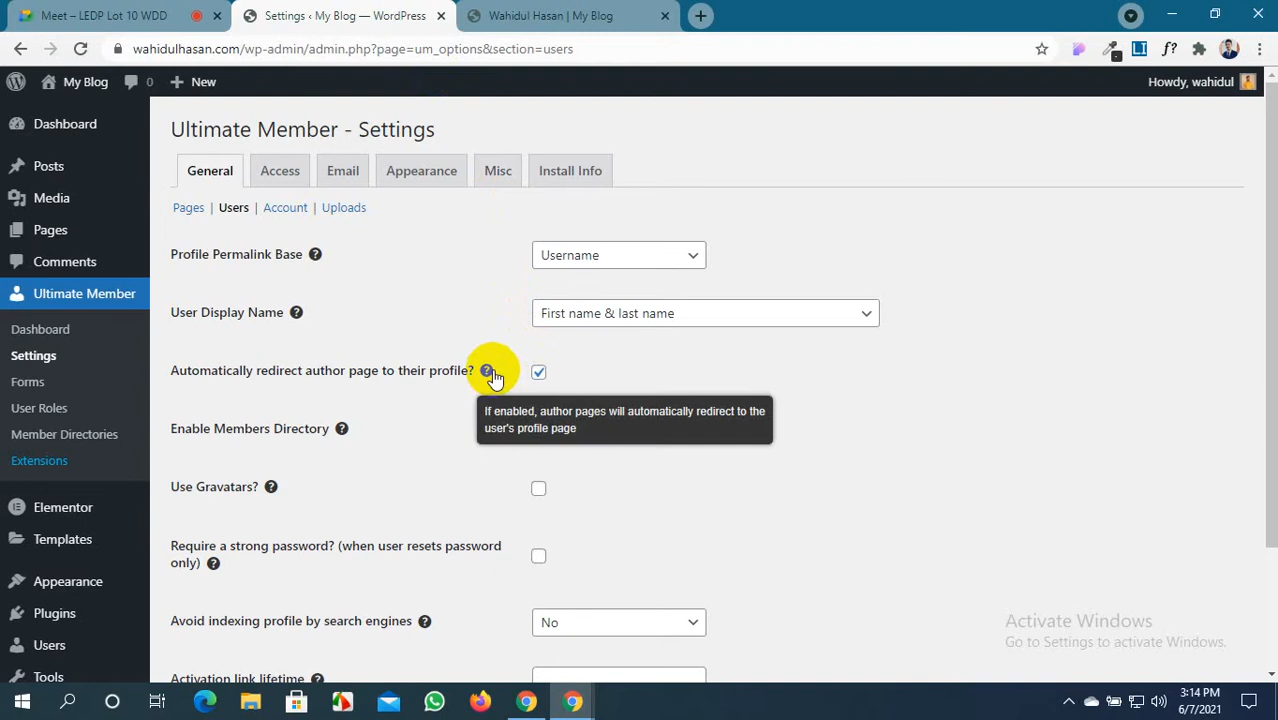 Meet – LEDP Lot 10 WDD
Settings ‹ My Blog — WordPress
Wahidul Hasan | My Blog
wahidulhasan.com/wp-admin/admin.php?page=um_options&section=users
My Blog
0
New
Howdy, wahidul
Dashboard
Posts
Media
Pages
Comments
Ultimate Member
Dashboard
Settings
Forms
User Roles
Member Directories
Extensions
Elementor
Templates
Appearance
Plugins
Users
Tools
Ultimate Member - Settings
General
Access
Email
Appearance
Misc
Install Info
Pages | Users | Account | Uploads
Profile Permalink Base
Username
User Display Name
First name & last name
Automatically redirect author page to their profile?
If enabled, author pages will automatically redirect to the
user's profile page
Enable Members Directory
Use Gravatars?
Require a strong password? (when user resets password
only)
Avoid indexing profile by search engines
No
Activation link lifetime
Activate Windows
Go to Settings to activate Windows.
3:14 PM
6/7/2021